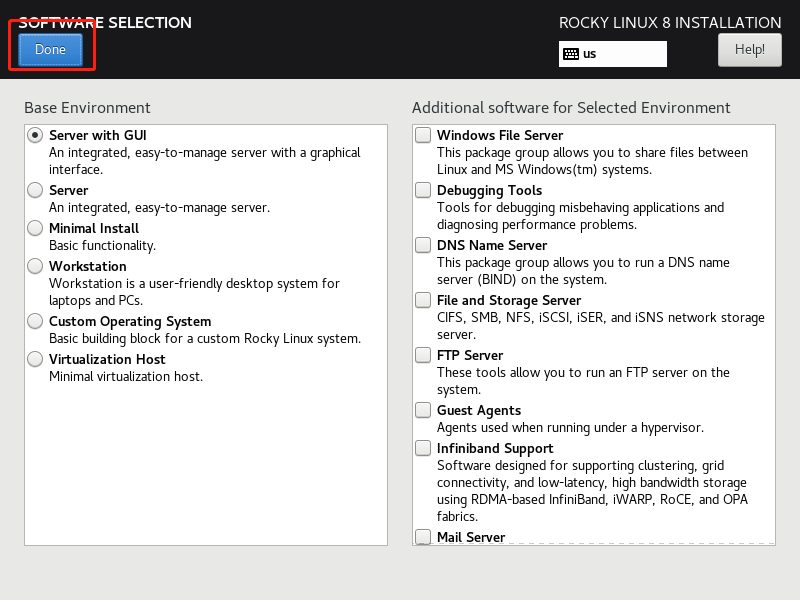 SOFTWARE SELECTION
Done
ROCKY LINUX 8 INSTALLATION
us
Help!
Base Environment
Server with GUI
An integrated, easy-to-manage server with a graphical
interface.
Server
An integrated, easy-to-manage server.
Minimal Install
Basic functionality.
Workstation
Workstation is a user-friendly desktop system for
laptops and PCs.
Custom Operating System
Basic building block for a custom Rocky Linux system.
Virtualization Host
Minimal virtualization host.
Additional software for Selected Environment
Windows File Server
This package group allows you to share files between
Linux and MS Windows(tm) systems.
Debugging Tools
Tools for debugging misbehaving applications and
diagnosing performance problems.
DNS Name Server
This package group allows you to run a DNS name
server (BIND) on the system.
File and Storage Server
CIFS, SMB, NFS, iSCSI, iSER, and iSNS network storage
server.
FTP Server
These tools allow you to run an FTP server on the
system.
Guest Agents
Agents used when running under a hypervisor.
Infiniband Support
Software designed for supporting clustering, grid
connectivity, and low-latency, high bandwidth storage
using RDMA-based InfiniBand, iWARP, RoCE, and OPA
fabrics.
Mail Server